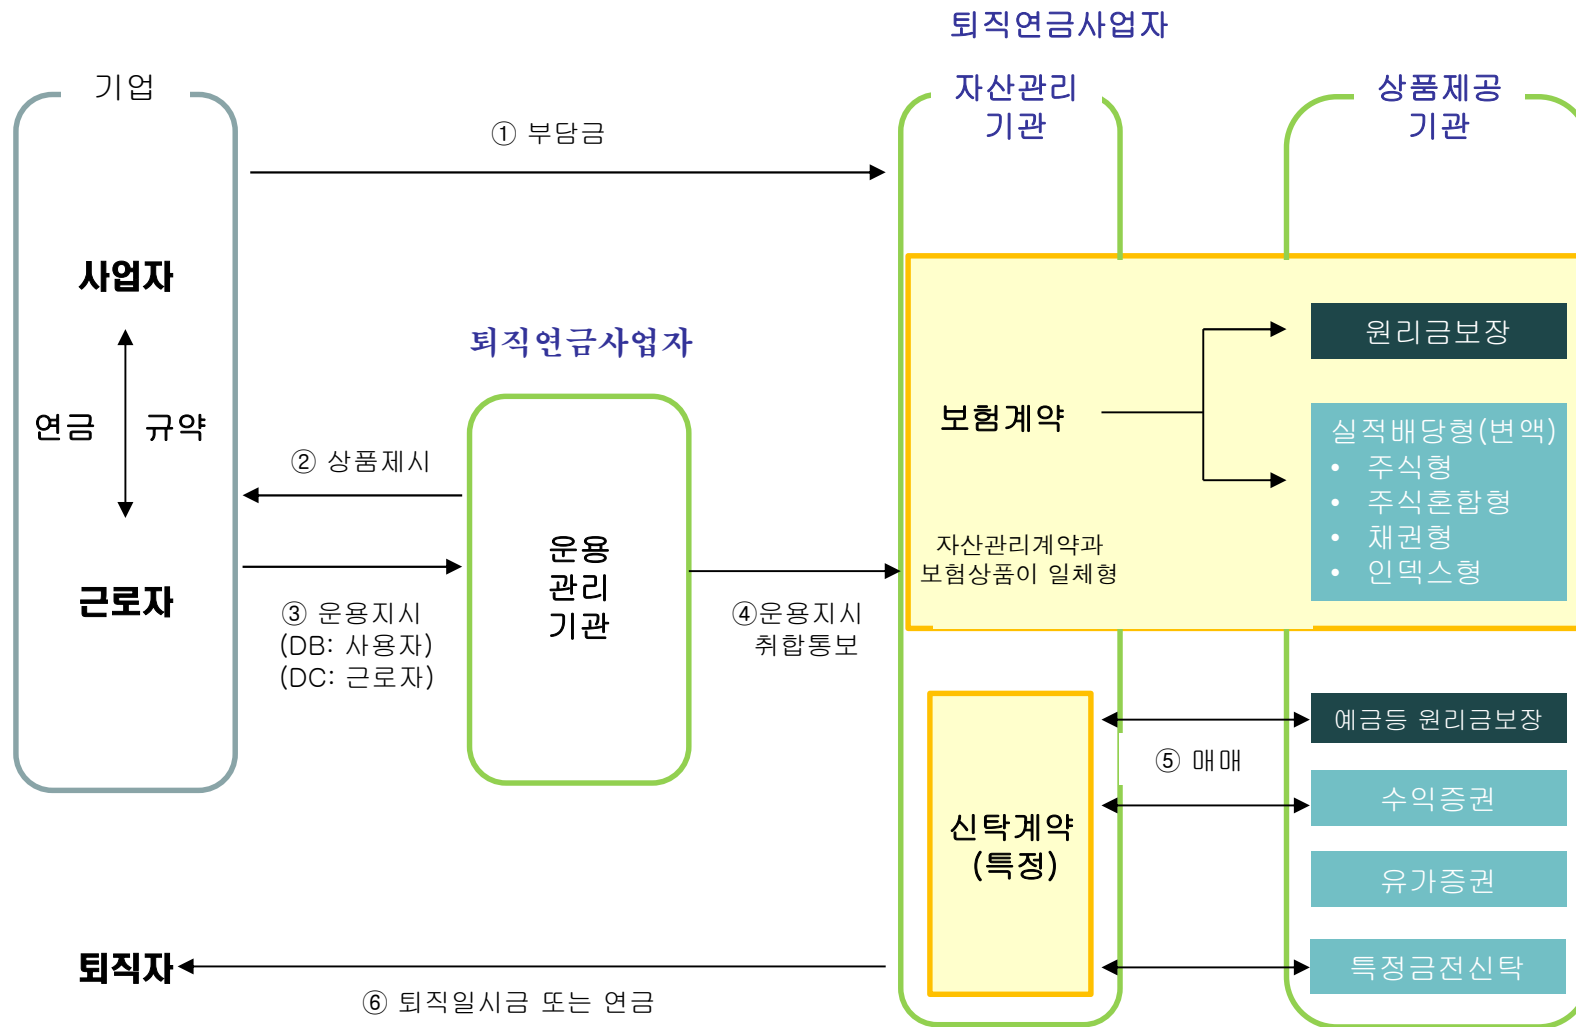 퇴직연금사업자
기업
자산관리
기관
상품제공
기관
① 부담금
사업자
연금
규약
근로자
퇴직연금사업자
② 상품제시
운용
관리
기관
③ 운용지시
(DB: 사용자)
(DC: 근로자)
④운용지시
취합통보
보험계약
자산관리계약과
보험상품이 일체형
원리금보장
실적배당형(변액)
• 주식형
• 주식혼합형
• 채권형
• 인덱스형
예금등 원리금보장
⑤ 매매
수익증권
신탁계약
(특정)
유가증권
특정금전신탁
퇴직자
⑥ 퇴직일시금 또는 연금